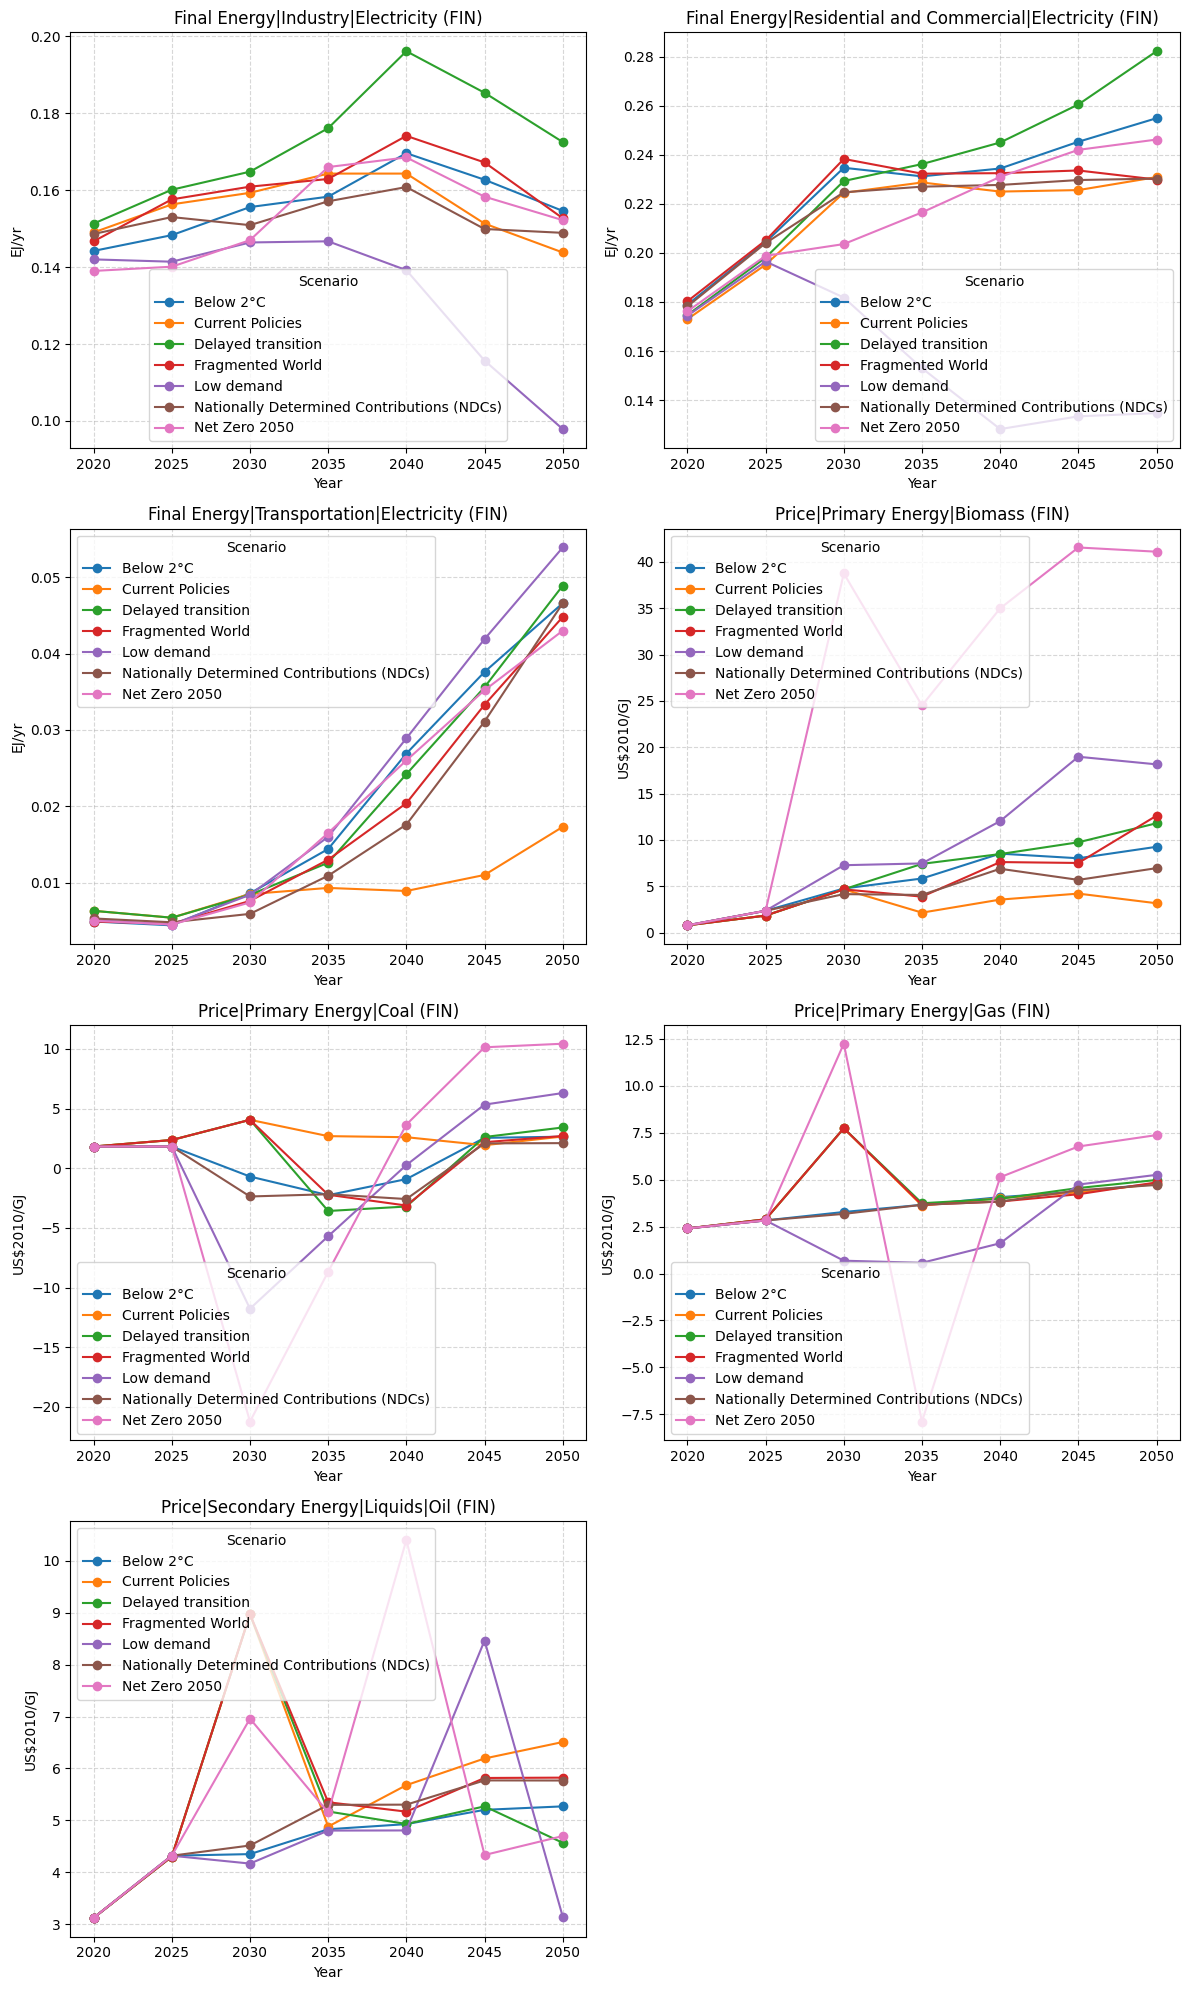 Final Energy|Industry|Electricity (FIN)
EJ/yr
0.20
0.18
0.16
0.14
0.12
0.10
Scenario
Below 2°C
Current Policies
Delayed transition
Fragmented World
Low demand
Nationally Determined Contributions (NDCs)
Net Zero 2050
2020 2025 2030 2035 2040 2045 2050
Year
Final Energy|Residential and Commercial|Electricity (FIN)
EJ/yr
0.28
0.26
0.24
0.22
0.20
0.18
0.16
0.14
Scenario
Below 2°C
Current Policies
Delayed transition
Fragmented World
Low demand
Nationally Determined Contributions (NDCs)
Net Zero 2050
2020 2025 2030 2035 2040 2045 2050
Year
Final Energy|Transportation|Electricity (FIN)
EJ/yr
0.05
0.04
0.03
0.02
0.01
Scenario
Below 2°C
Current Policies
Delayed transition
Fragmented World
Low demand
Nationally Determined Contributions (NDCs)
Net Zero 2050
2020 2025 2030 2035 2040 2045 2050
Year
Price|Primary Energy|Biomass (FIN)
US$2010/GJ
40
35
30
25
20
15
10
5
0
Scenario
Below 2°C
Current Policies
Delayed transition
Fragmented World
Low demand
Nationally Determined Contributions (NDCs)
Net Zero 2050
2020 2025 2030 2035 2040 2045 2050
Year
Price|Primary Energy|Coal (FIN)
US$2010/GJ
10
5
0
−5
−10
−15
−20
Scenario
Below 2°C
Current Policies
Delayed transition
Fragmented World
Low demand
Nationally Determined Contributions (NDCs)
Net Zero 2050
2020 2025 2030 2035 2040 2045 2050
Year
Price|Primary Energy|Gas (FIN)
US$2010/GJ
12.5
10.0
7.5
5.0
2.5
0.0
−2.5
−5.0
−7.5
Scenario
Below 2°C
Current Policies
Delayed transition
Fragmented World
Low demand
Nationally Determined Contributions (NDCs)
Net Zero 2050
2020 2025 2030 2035 2040 2045 2050
Year
Price|Secondary Energy|Liquids|Oil (FIN)
US$2010/GJ
10
9
8
7
6
5
4
3
Scenario
Below 2°C
Current Policies
Delayed transition
Fragmented World
Low demand
Nationally Determined Contributions (NDCs)
Net Zero 2050
2020 2025 2030 2035 2040 2045 2050
Year